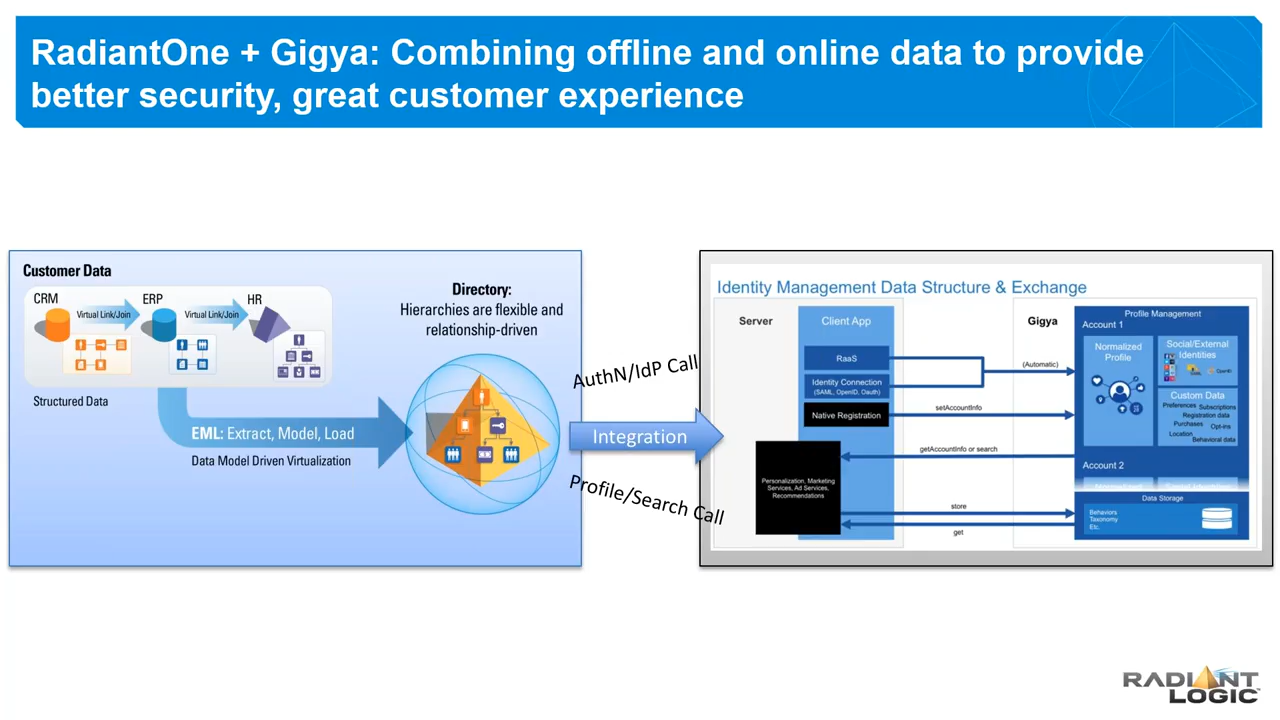 RadiantOne + Gigya: Combining offline and online data to provide
better security, great customer experience
Customer Data
CRM
ERP
HR
Virtual Link/Join
Virtual Link/Join
Structured Data
EML: Extract, Model, Load
Data Model Driven Virtualization
Directory:
Hierarchies are flexible and
relationship-driven
AuthN/IdP Call
Integration
Profile/Search Call
Identity Management Data Structure & Exchange
Server
Client App
Gigya
RaaS
Identity Connection
(SAML, OpenID, Oauth)
Native Registration
Personalization, Marketing
Services, Ad Services,
Recommendations
(Automatic)
setAccountInfo
getAccountInfo or search
store
get
Profile Management
Account 1
Normalized
Profile
Social/External
Identities
Custom Data
Preferences
Subscriptions
Registration data
Purchases
Opt-ins
Location
Behavioral data
Account 2
Data Storage
Behaviors
Taxonomy
Etc.
RADIANT
LOGIC